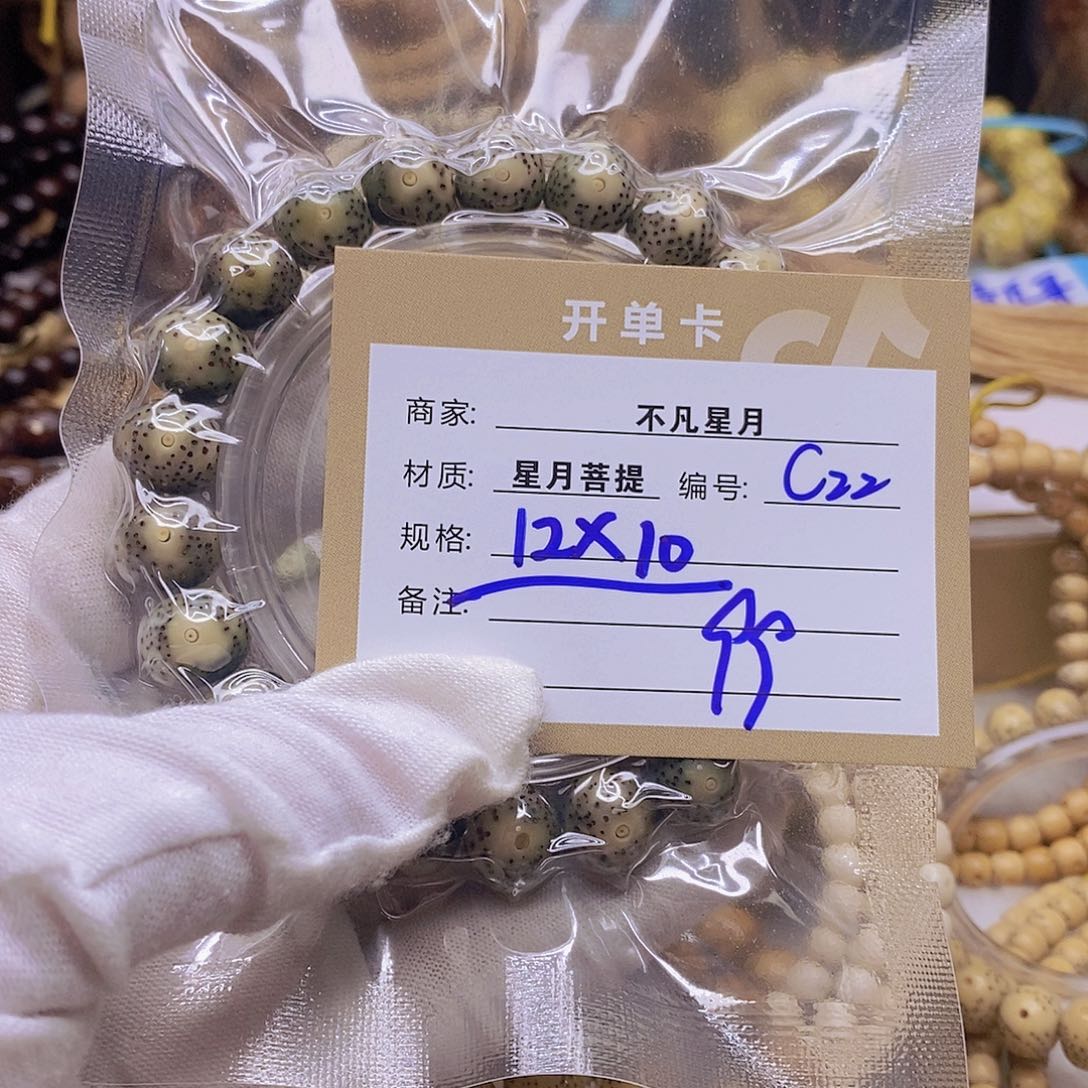 开单卡
商家: 不凡星月
材质: 星月菩提 编号: C22
规格: 12X10
备注: